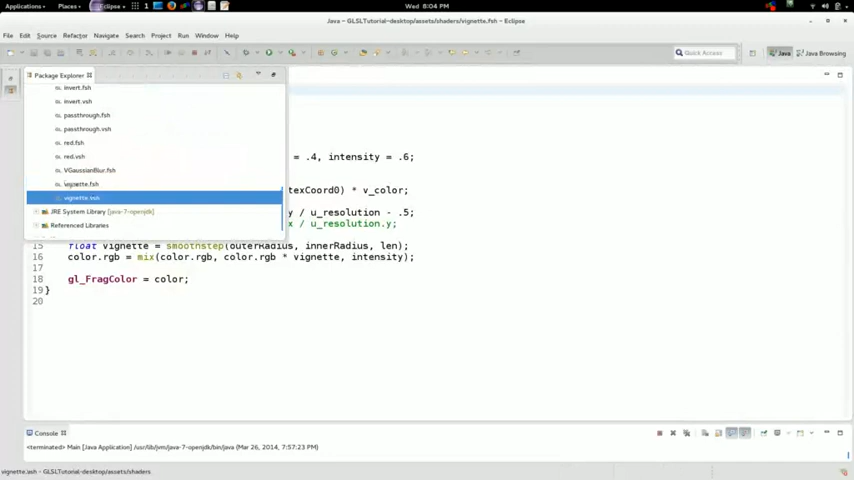 Applications Places Eclipse 1 Wed 8:04 PM
Java - GLSLTutorial-desktop/assets/shaders/vignette.fsh - Eclipse
File Edit Source Refactor Navigate Search Project Run Window Help
Quick Access Java Java Browsing
Package Explorer
invert.fsh
invert.vsh
passthrough.fsh
passthrough.vsh = .4, intensity = .6;
red.fsh
red.vsh
VGaussianBlur.fsh
vignette.fsh texCoord0) * v_color;
vignette.vsh
JRE System Library [java-7-openjdk] y / u_resolution - .5;
Referenced Libraries x / u_resolution.y;
15 float vignette = smoothstep(outerRadius, innerRadius, len);
16 color.rgb = mix(color.rgb, color.rgb * vignette, intensity);
17
18 gl_FragColor = color;
19 }
20
Console
<terminated> Main [Java Application] /usr/lib/jvm/java-7-openjdk/bin/java (Mar 26, 2014, 7:57:23 PM)
vignette.vsh - GLSLTutorial-desktop/assets/shaders